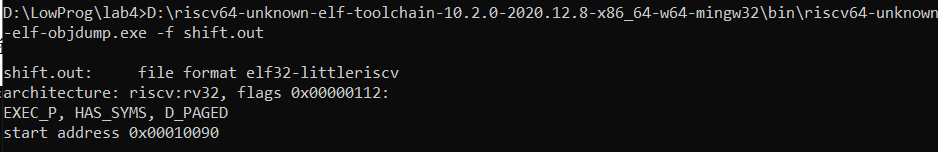 D:\LowProg\lab4>D:\riscv64-unknown-elf-toolchain-10.2.0-2020.12.8-x86_64-w64-mingw32\bin\riscv64-unknown
-elf-objdump.exe -f shift.out
shift.out:     file format elf32-littleriscv
architecture: riscv:rv32, flags 0x00000112:
EXEC_P, HAS_SYMS, D_PAGED
start address 0x00010090